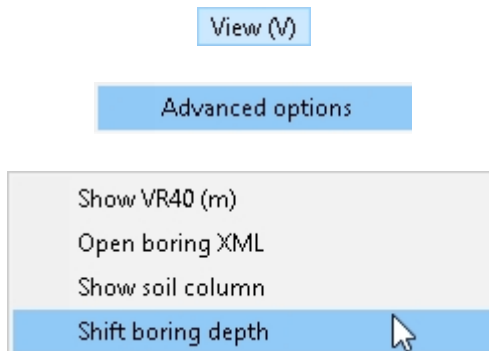 View (V)
Advanced options
Show VR40 (m)
Open boring XML
Show soil column
Shift boring depth